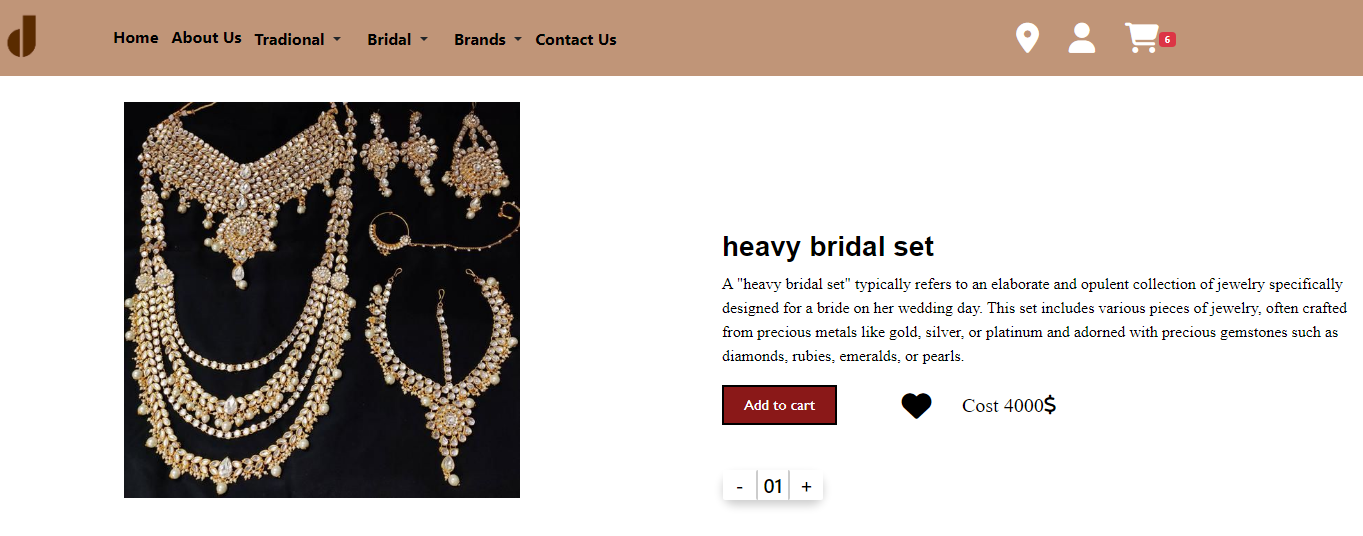 d
Home About Us Tradional Bridal Brands Contact Us 6
heavy bridal set
A "heavy bridal set" typically refers to an elaborate and opulent collection of jewelry specifically
designed for a bride on her wedding day. This set includes various pieces of jewelry, often crafted
from precious metals like gold, silver, or platinum and adorned with precious gemstones such as
diamonds, rubies, emeralds, or pearls.
Add to cart Cost 4000$
- 01 +